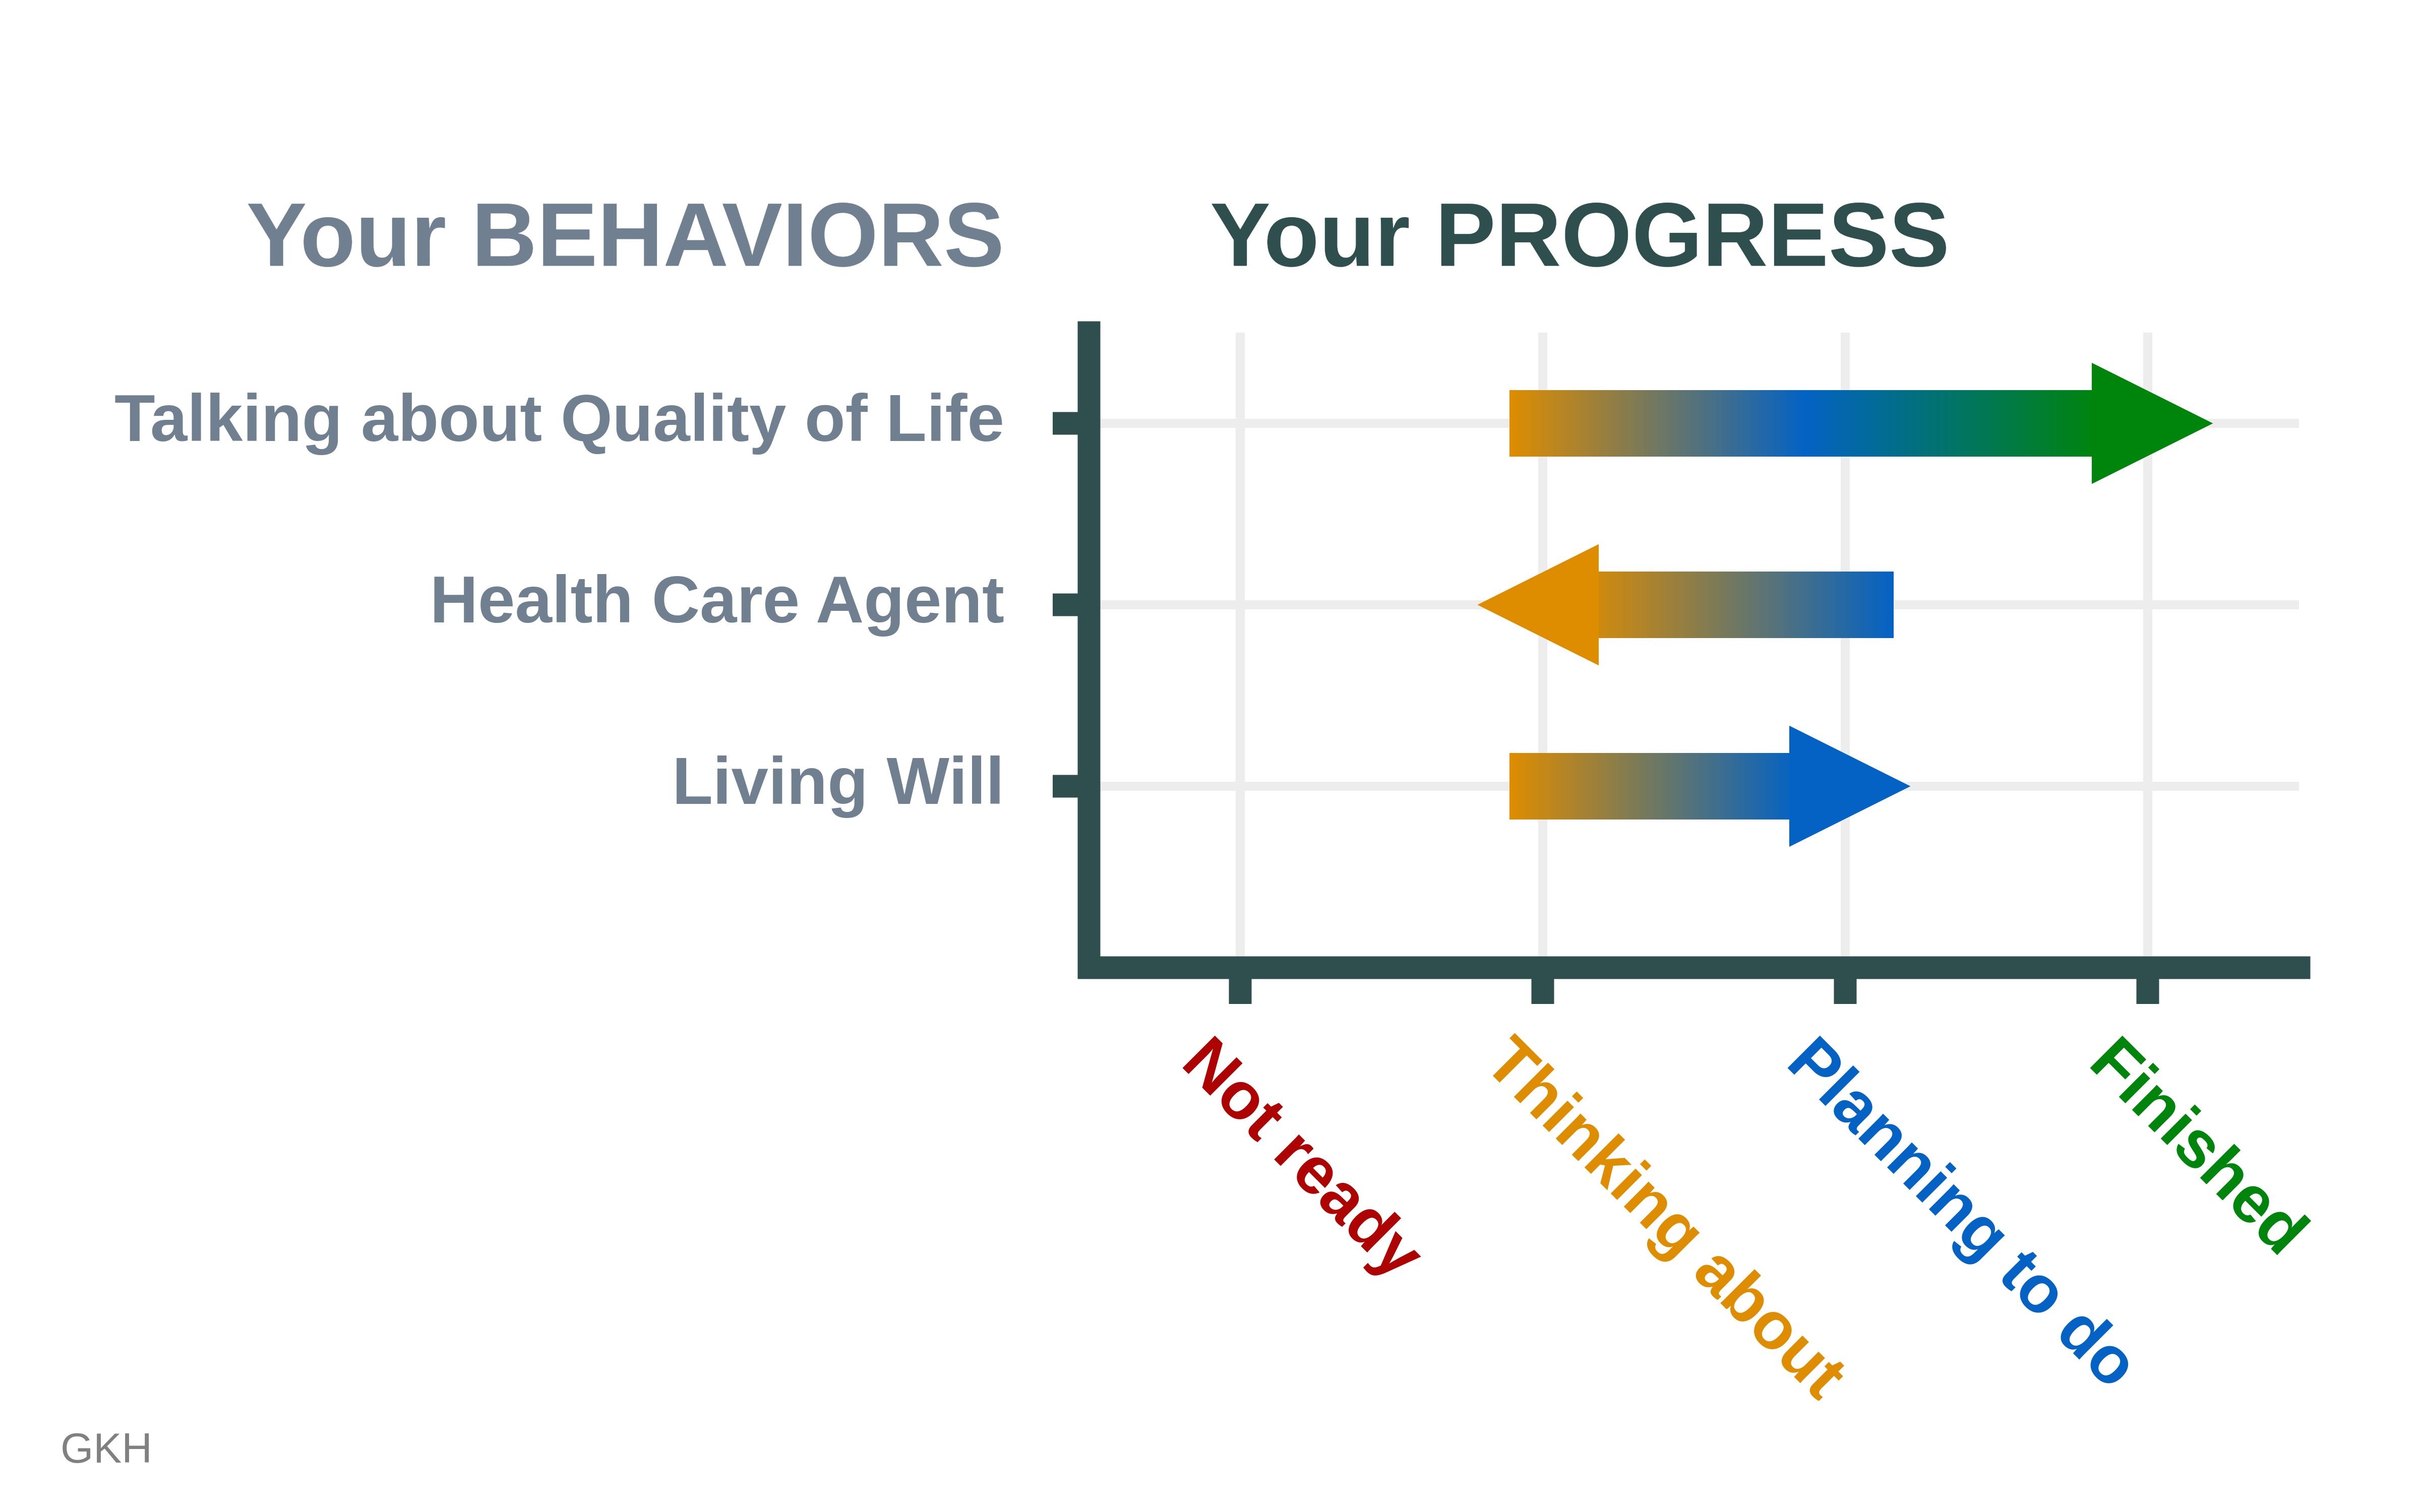 Your BEHAVIORS
Your PROGRESS
Talking about Quality of Life
Health Care Agent
Living Will
Not ready
Thinking about
Planning to do
Finished
GKH